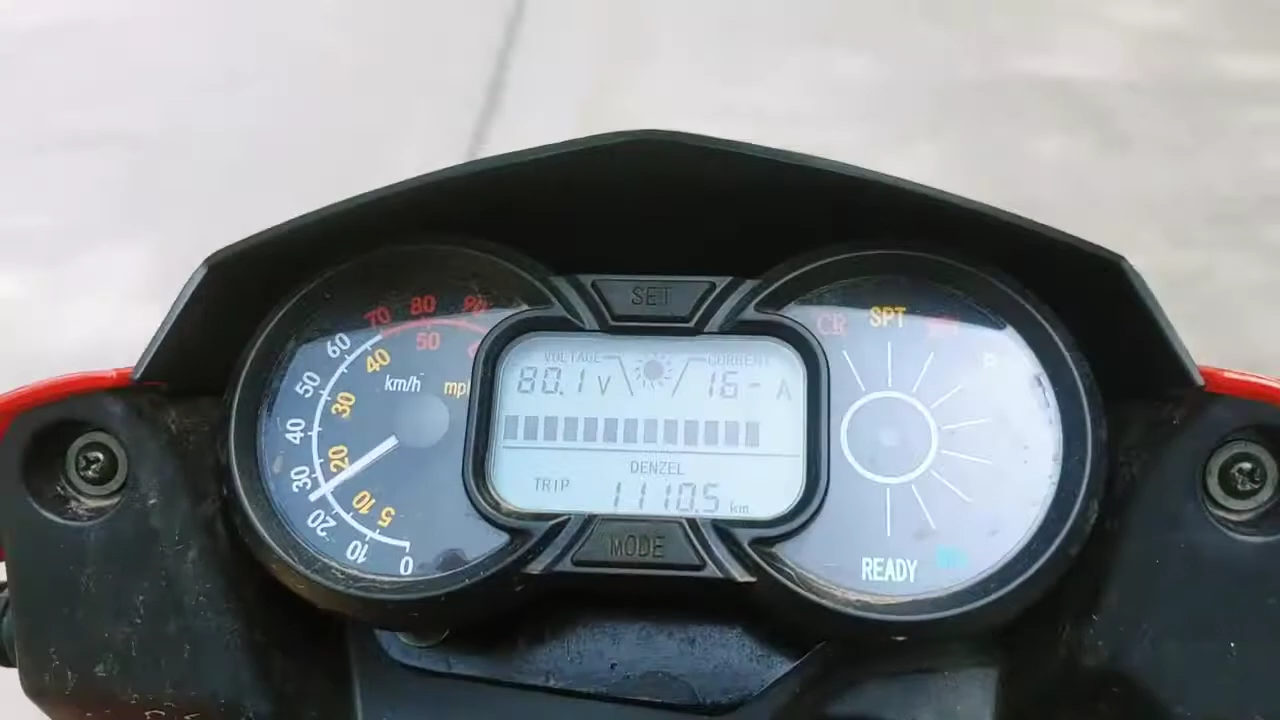 SET
70 80 90
60 50
50 40 km/h mph
40 30
30 20
20 10 5
10 0
VOLTAGE CURRENT
80.1 V 16- A
DENZEL
TRIP 1110.5 km
MODE
CR SPT
READY